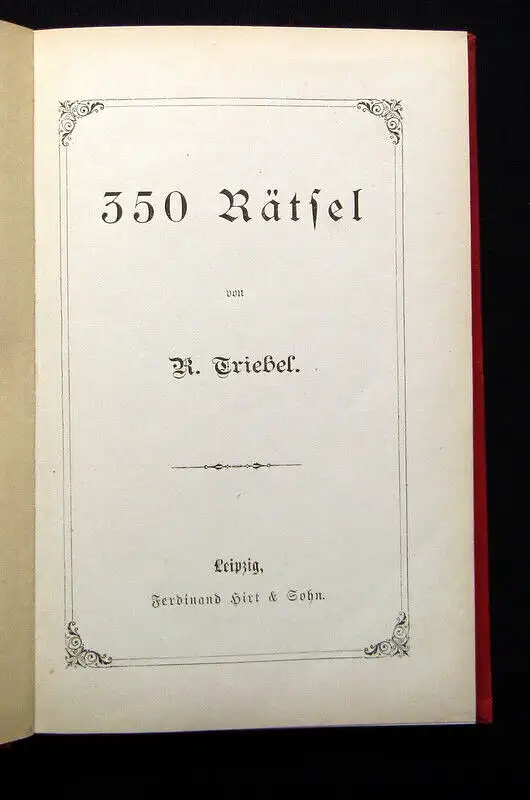 350 Rätſel
von
R. Triebel.
Leipzig,
Ferdinand Hirt & Sohn.